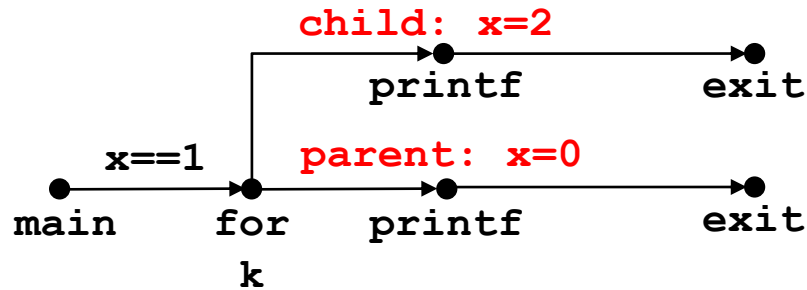 child: x=2
printf exit
x==1 parent: x=0
main for printf exit
k